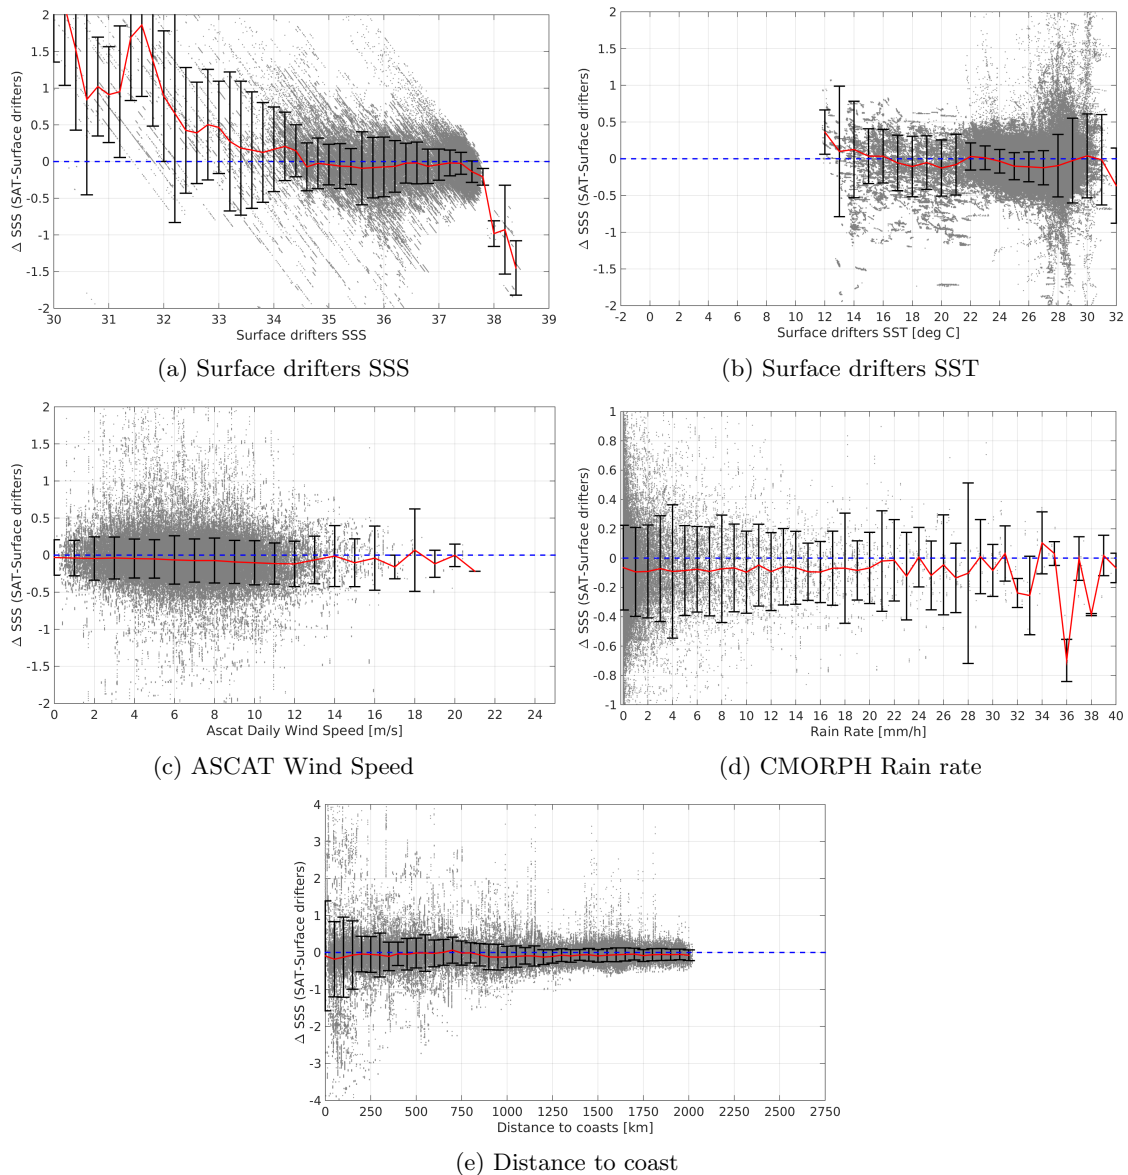 2
1.5
1
0.5
0
-0.5
-1
-1.5
-2
Δ SSS (SAT-Surface drifters)
30 31 32 33 34 35 36 37 38 39
Surface drifters SSS
(a) Surface drifters SSS
2
1.5
1
0.5
0
-0.5
-1
-1.5
-2
Δ SSS (SAT-Surface drifters)
-2 0 2 4 6 8 10 12 14 16 18 20 22 24 26 28 30 32
Surface drifters SST [deg C]
(b) Surface drifters SST
2
1.5
1
0.5
0
-0.5
-1
-1.5
-2
Δ SSS (SAT-Surface drifters)
0 2 4 6 8 10 12 14 16 18 20 22 24
Ascat Daily Wind Speed [m/s]
(c) ASCAT Wind Speed
1
0.8
0.6
0.4
0.2
0
-0.2
-0.4
-0.6
-0.8
-1
Δ SSS (SAT-Surface drifters)
0 2 4 6 8 10 12 14 16 18 20 22 24 26 28 30 32 34 36 38 40
Rain Rate [mm/h]
(d) CMORPH Rain rate
4
3
2
1
0
-1
-2
-3
-4
Δ SSS (SAT-Surface drifters)
0 250 500 750 1000 1250 1500 1750 2000 2250 2500 2750
Distance to coasts [km]
(e) Distance to coast